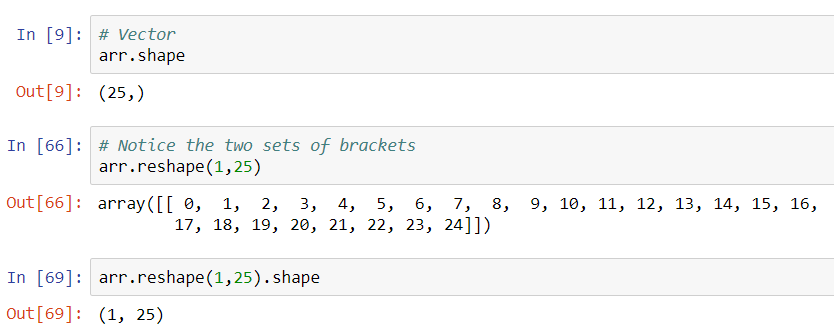 In [9]: # Vector
arr.shape
Out[9]: (25,)
In [66]: # Notice the two sets of brackets
arr.reshape(1,25)
Out[66]: array([[ 0, 1, 2, 3, 4, 5, 6, 7, 8, 9, 10, 11, 12, 13, 14, 15, 16,
17, 18, 19, 20, 21, 22, 23, 24]])
In [69]: arr.reshape(1,25).shape
Out[69]: (1, 25)